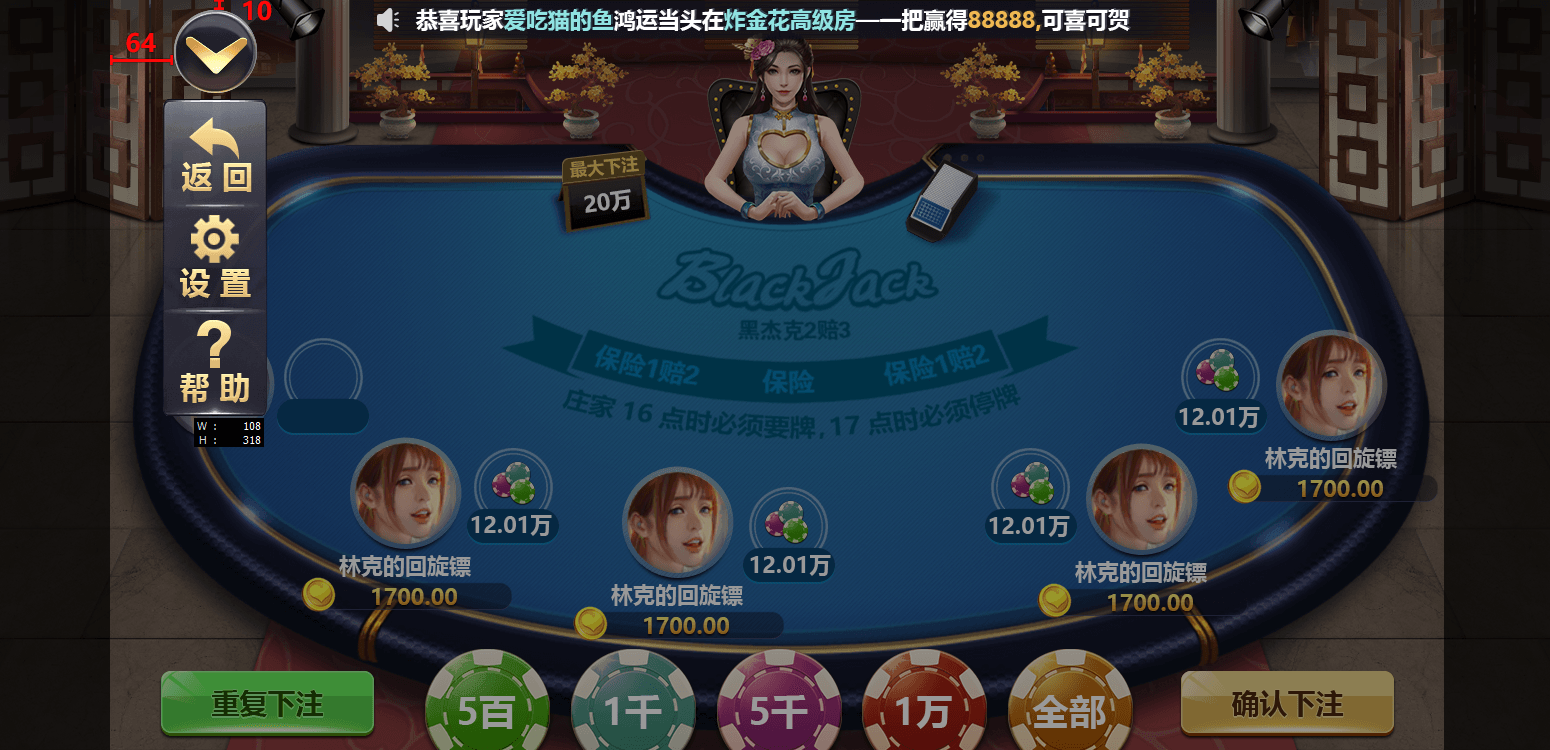 恭喜玩家爱吃猫的鱼鸿运当头在炸金花高级房—一把赢得88888,可喜可贺
10
64
返回
设置
帮助
W : 108
H : 318
最大下注
20万
BlackJack
黑杰克2赔3
保险1赔2 保险 保险1赔2
庄家 16 点时必须要牌, 17 点时必须停牌
12.01万
林克的回旋镖
1700.00
12.01万
林克的回旋镖
1700.00
12.01万
林克的回旋镖
1700.00
12.01万
林克的回旋镖
1700.00
12.01万
重复下注
5百
1千
5千
1万
全部
确认下注